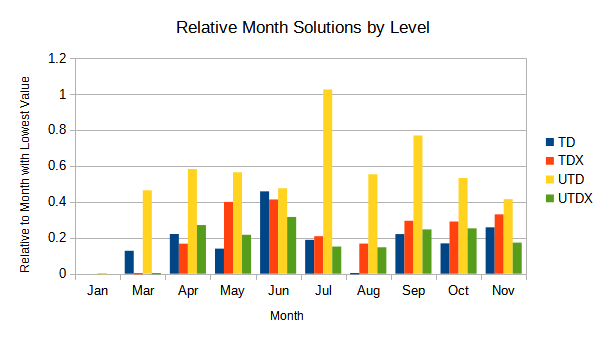 Relative Month Solutions by Level
Relative to Month with Lowest Value
1.2
1
0.8
0.6
0.4
0.2
0
Jan Mar Apr May Jun Jul Aug Sep Oct Nov
Month
TD
TDX
UTD
UTDX